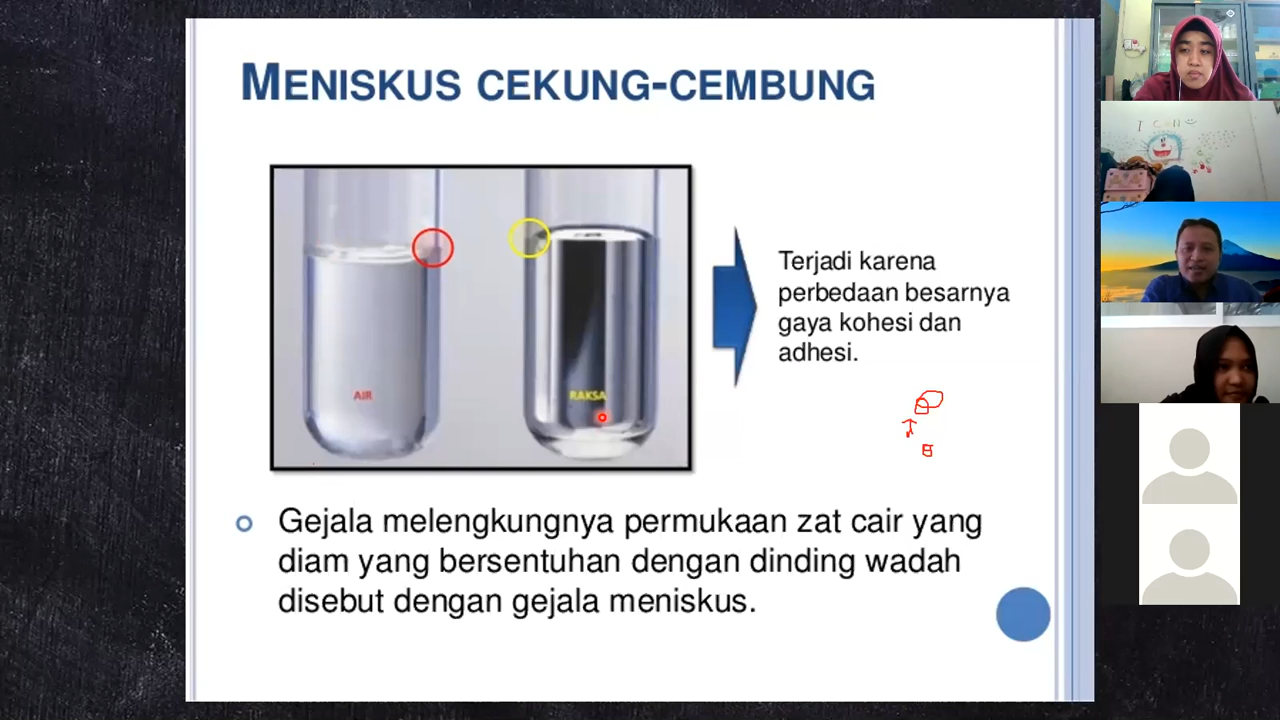 MENISKUS CEKUNG-CEMBUNG
AIR
RAKSA
Terjadi karena
perbedaan besarnya
gaya kohesi dan
adhesi.
Gejala melengkungnya permukaan zat cair yang
diam yang bersentuhan dengan dinding wadah
disebut dengan gejala meniskus.